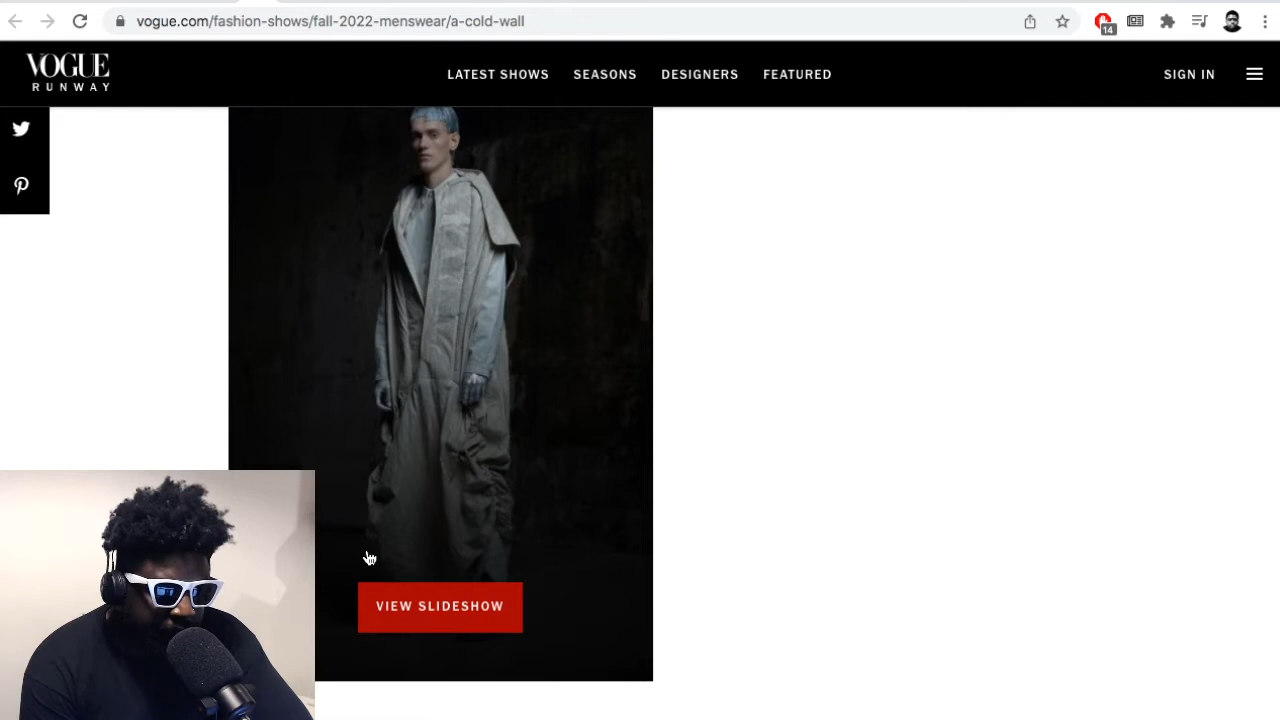 vogue.com/fashion-shows/fall-2022-menswear/a-cold-wall
14
VOGUE
RUNWAY
LATEST SHOWS
SEASONS
DESIGNERS
FEATURED
SIGN IN
VIEW SLIDESHOW